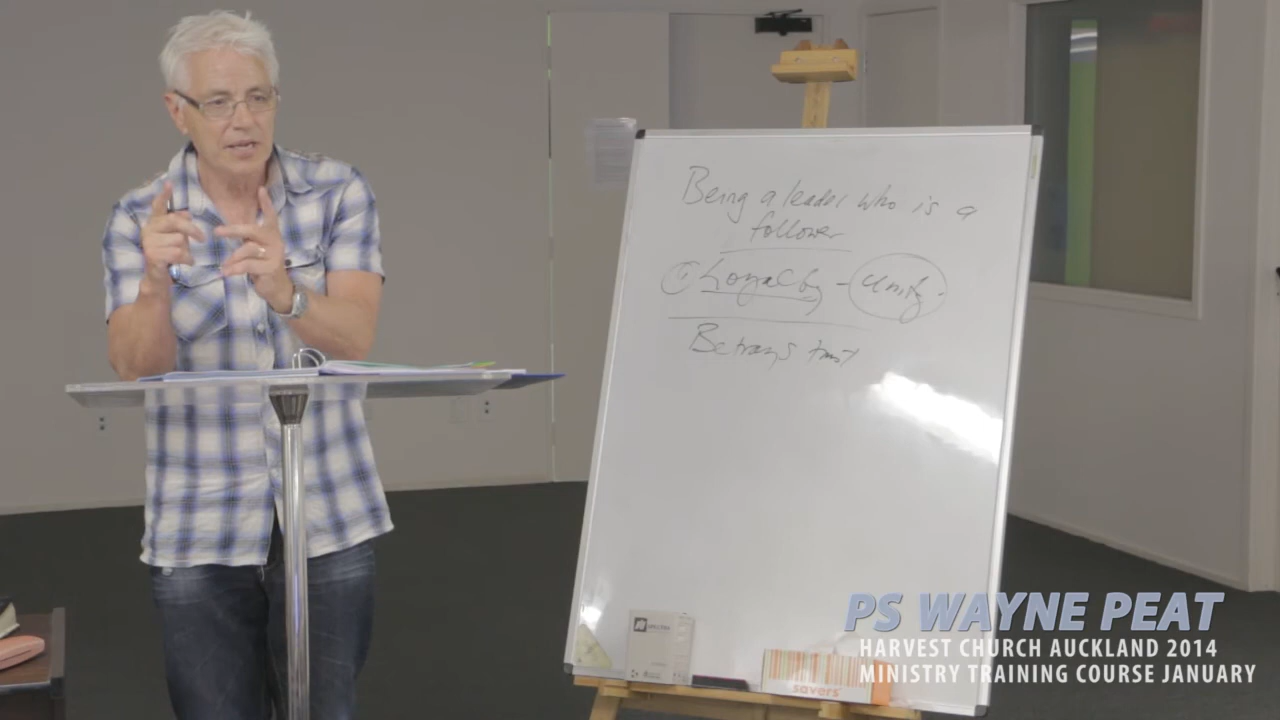 Being a leader who is a
follower
① Loyalty - Unity
Betrays trust
savers
PS WAYNE PEAT
HARVEST CHURCH AUCKLAND 2014
MINISTRY TRAINING COURSE JANUARY